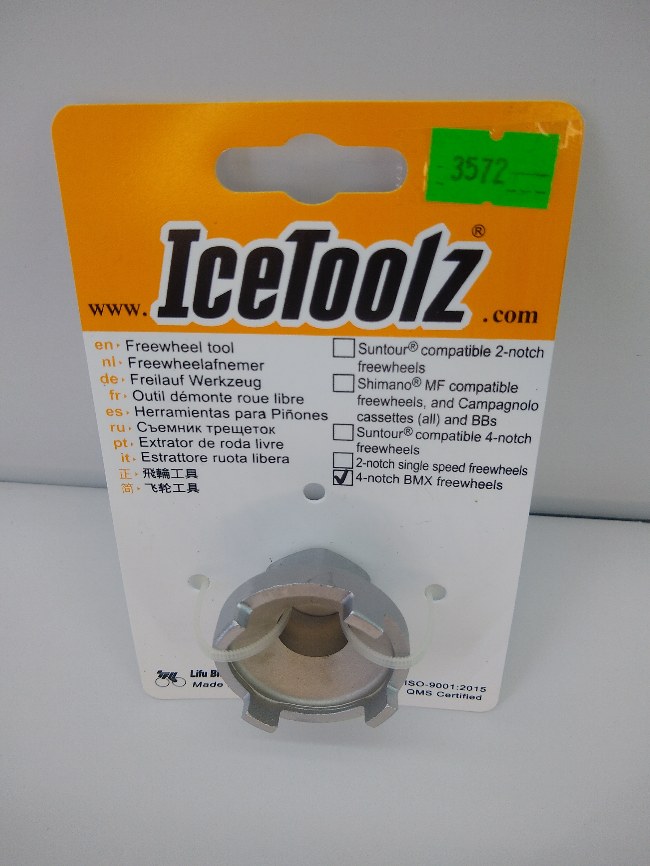 3572
IceToolz®
www. .com
en· Freewheel tool
nl· Freewheelafnemer
de· Freilauf Werkzeug
fr· Outil démonte roue libre
es· Herramientas para Piñones
ru· Съемник трещеток
pt· Extrator de roda livre
it· Estrattore ruota libera
正· 飛輪工具
简· 飞轮工具
Suntour® compatible 2-notch
freewheels
Shimano® MF compatible
freewheels, and Campagnolo
cassettes (all) and BBs
Suntour® compatible 4-notch
freewheels
2-notch single speed freewheels
4-notch BMX freewheels
Lifu
Made
ISO-9001:2015
QMS Certified